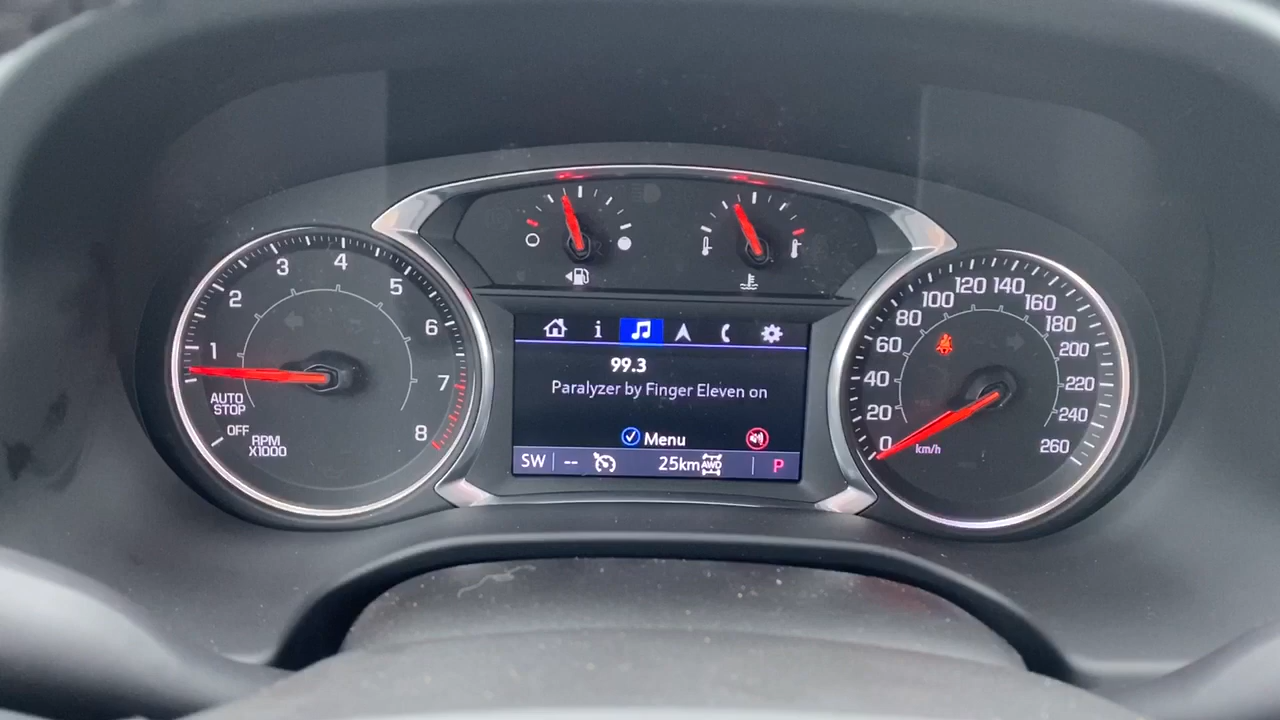 1
2
3
4
5
6
7
8
AUTO
STOP
OFF
RPM
X1000
99.3
Paralyzer by Finger Eleven on
Menu
SW -- 25km AWD P
0
20
40
60
80
100
120
140
160
180
200
220
240
260
km/h